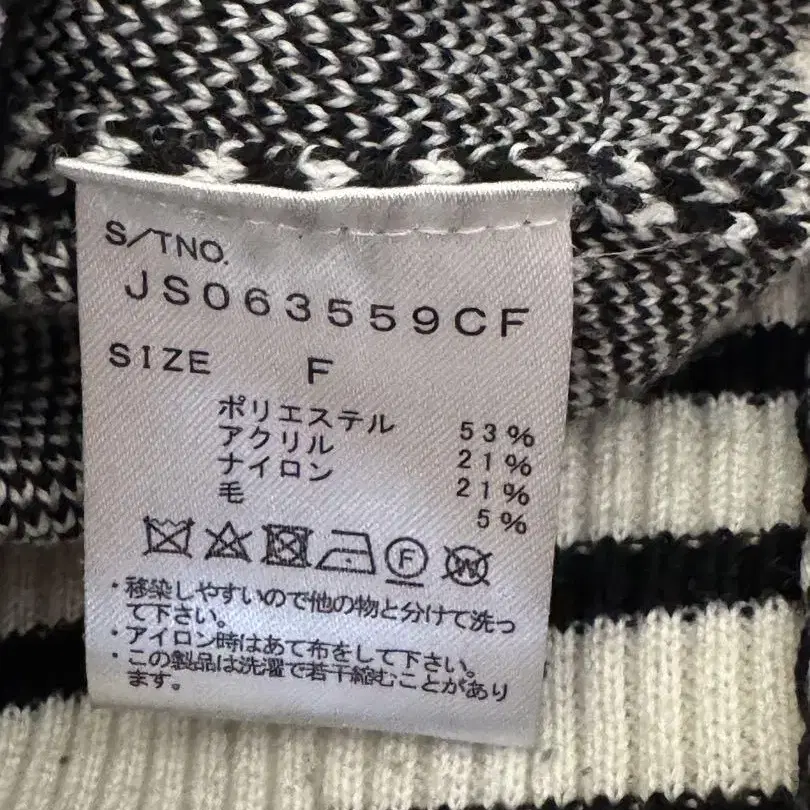 S/TNO.
JS063559CF
SIZE F
ポリエステル 53%
アクリル 21%
ナイロン 21%
毛 5%
F W
・移染しやすいので他の物と分けて洗っ
て下さい。
・アイロン時はあて布をして下さい。
・この製品は洗濯で若干縮むことがあり
ます。